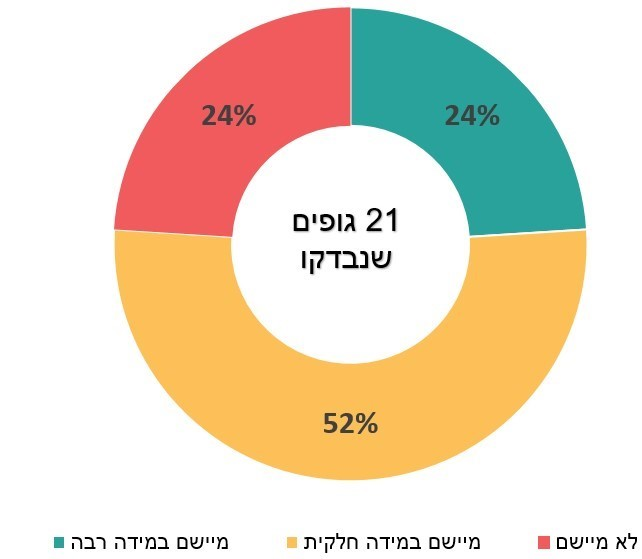 24%
24%
21 גופים
שנבדקו
52%
מיישם במידה רבה
מיישם במידה חלקית
לא מיישם